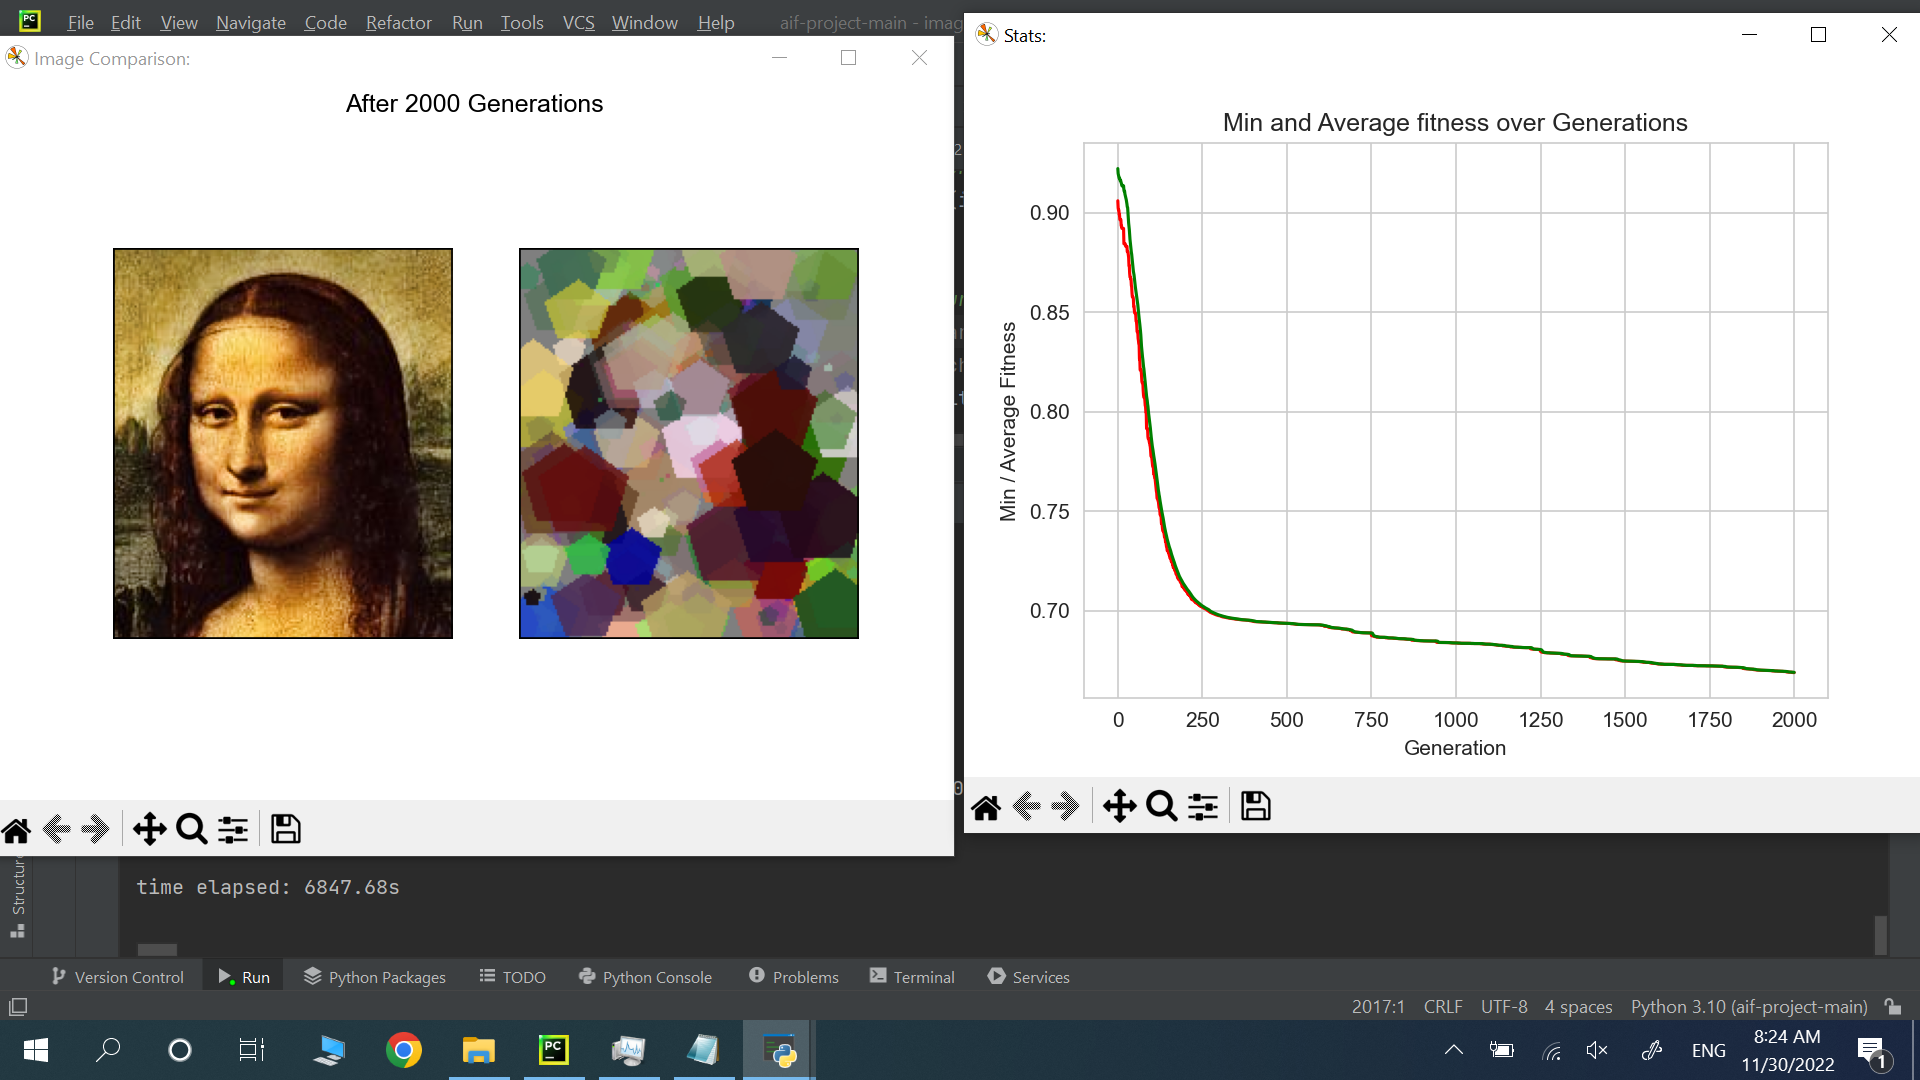 PC File Edit View Navigate Code Refactor Run Tools VCS Window Help aif-project-main - imag
Image Comparison:
After 2000 Generations
Stats:
Min and Average fitness over Generations
0.90
0.85
0.80
0.75
0.70
Min / Average Fitness
0 250 500 750 1000 1250 1500 1750 2000
Generation
Structure
time elapsed: 6847.68s
Version Control Run Python Packages TODO Python Console Problems Terminal Services
2017:1 CRLF UTF-8 4 spaces Python 3.10 (aif-project-main)
PC
ENG
8:24 AM
11/30/2022
1